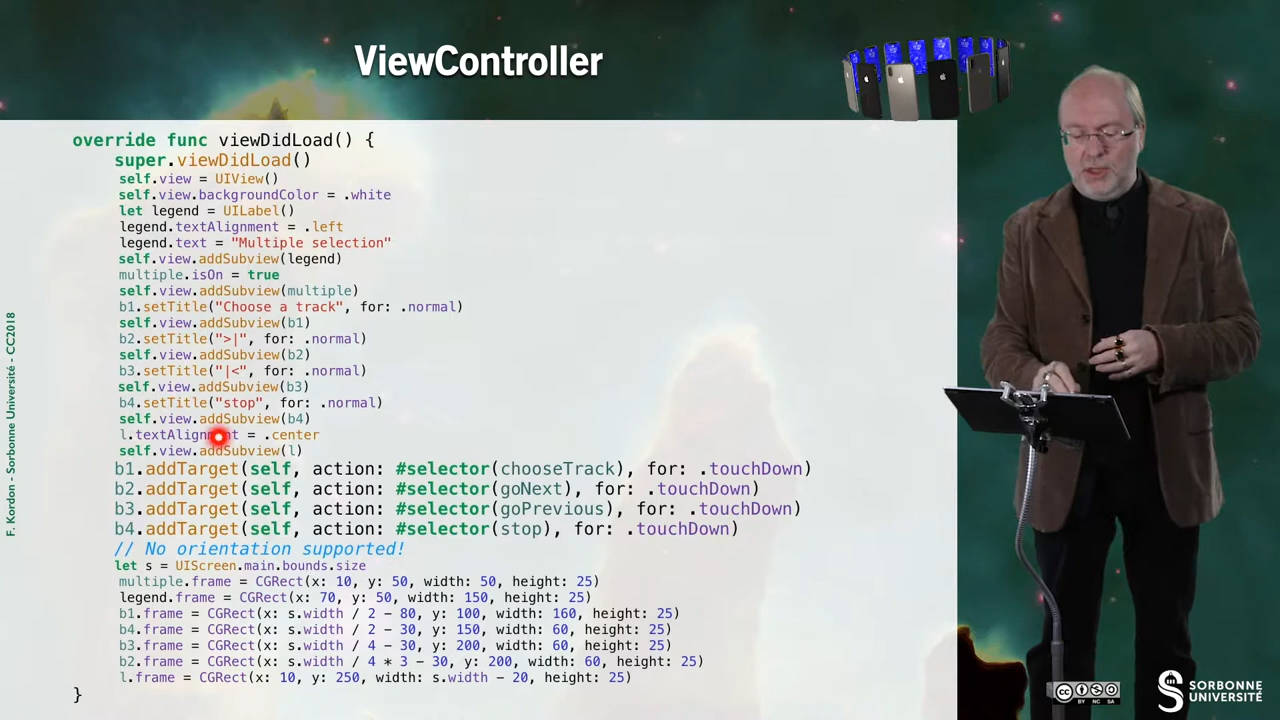 ViewController
override func viewDidLoad() {
super.viewDidLoad()
self.view = UIView()
self.view.backgroundColor = .white
let legend = UILabel()
legend.textAlignment = .left
legend.text = "Multiple selection"
self.view.addSubview(legend)
multiple.isOn = true
self.view.addSubview(multiple)
b1.setTitle("Choose a track", for: .normal)
self.view.addSubview(b1)
b2.setTitle(">|", for: .normal)
self.view.addSubview(b2)
b3.setTitle("|<", for: .normal)
self.view.addSubview(b3)
b4.setTitle("stop", for: .normal)
self.view.addSubview(b4)
l.textAlignment = .center
self.view.addSubview(l)
b1.addTarget(self, action: #selector(chooseTrack), for: .touchDown)
b2.addTarget(self, action: #selector(goNext), for: .touchDown)
b3.addTarget(self, action: #selector(goPrevious), for: .touchDown)
b4.addTarget(self, action: #selector(stop), for: .touchDown)
// No orientation supported!
let s = UIScreen.main.bounds.size
multiple.frame = CGRect(x: 10, y: 50, width: 50, height: 25)
legend.frame = CGRect(x: 70, y: 50, width: 150, height: 25)
b1.frame = CGRect(x: s.width / 2 - 80, y: 100, width: 160, height: 25)
b4.frame = CGRect(x: s.width / 2 - 30, y: 150, width: 60, height: 25)
b3.frame = CGRect(x: s.width / 4 - 30, y: 200, width: 60, height: 25)
b2.frame = CGRect(x: s.width / 4 * 3 - 30, y: 200, width: 60, height: 25)
l.frame = CGRect(x: 10, y: 250, width: s.width - 20, height: 25)
}
F. Kordon - Sorbonne Université - CC2018
CC BY NC SA
SORBONNE
UNIVERSITÉ